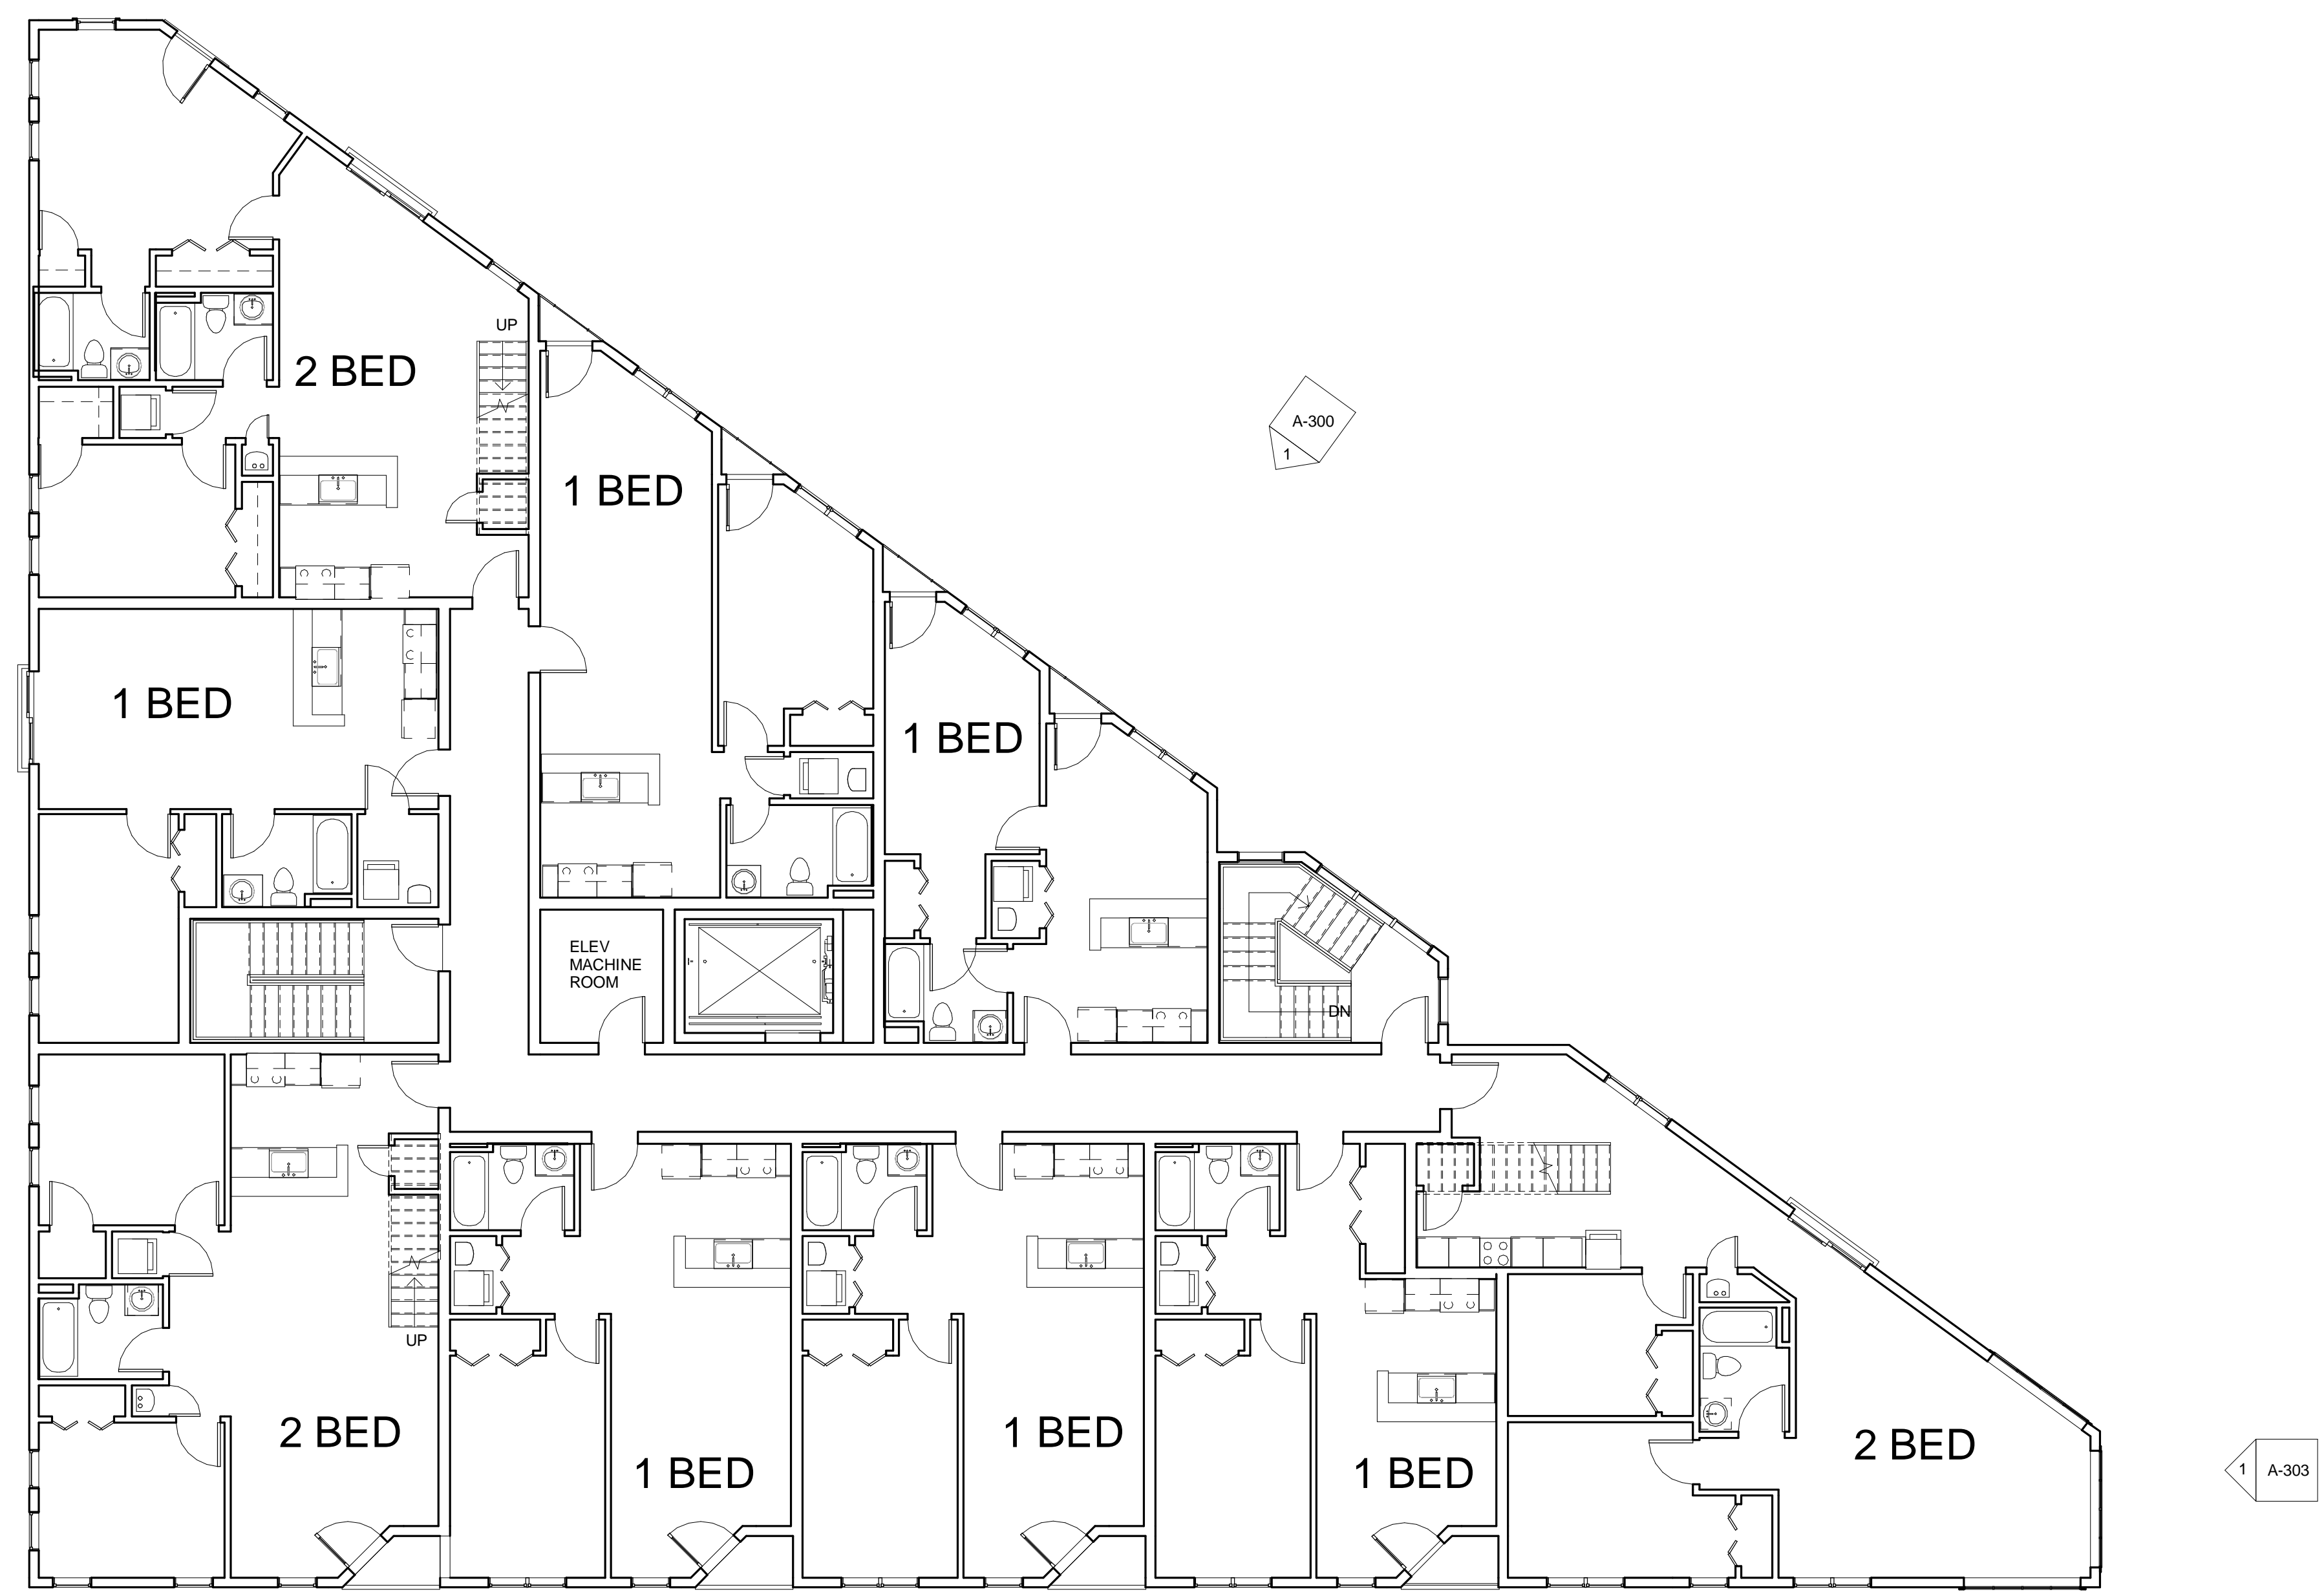 UP
2 BED
A-300
1
1 BED
1 BED
1 BED
ELEV
MACHINE
ROOM
DN
UP
2 BED
1 BED
1 BED
1 BED
2 BED
1
A-303